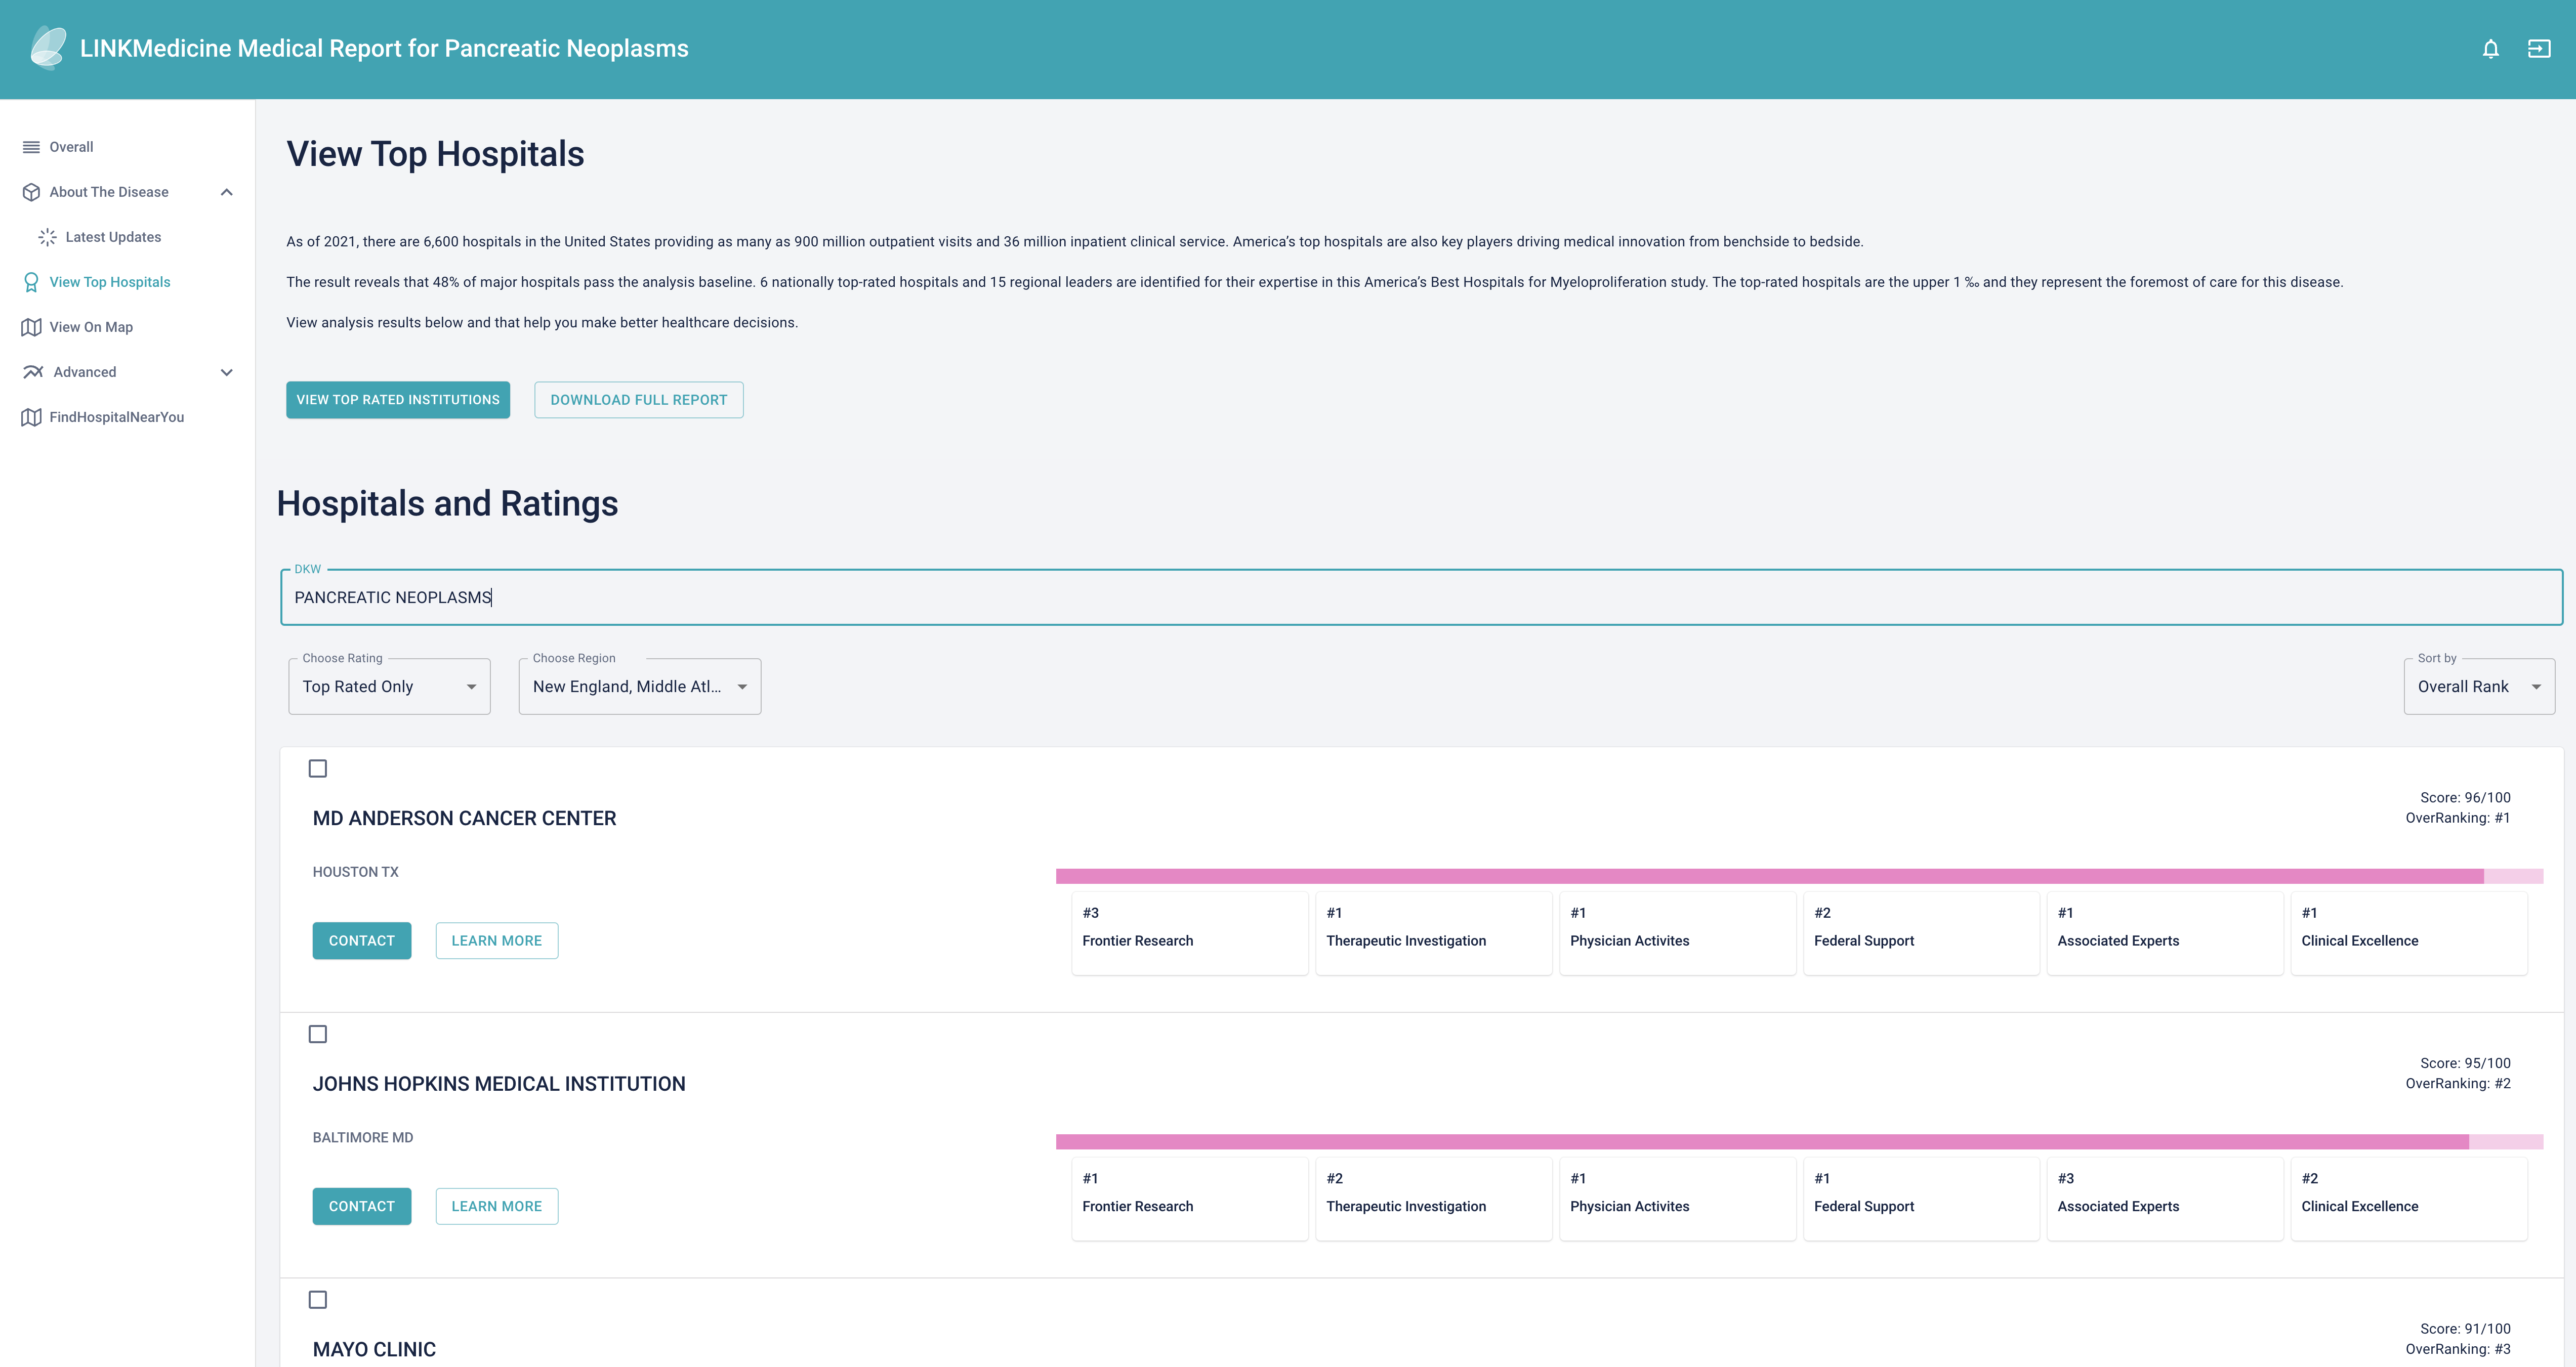 LINKMedicine Medical Report for Pancreatic Neoplasms
Overall
About The Disease
Latest Updates
View Top Hospitals
View On Map
Advanced
FindHospitalNearYou
View Top Hospitals
As of 2021, there are 6,600 hospitals in the United States providing as many as 900 million outpatient visits and 36 million inpatient clinical service. America's top hospitals are also key players driving medical innovation from benchside to bedside.
The result reveals that 48% of major hospitals pass the analysis baseline. 6 nationally top-rated hospitals and 15 regional leaders are identified for their expertise in this America's Best Hospitals for Myeloproliferation study. The top-rated hospitals are the upper 1 ‰ and they represent the foremost of care for this disease.
View analysis results below and that help you make better healthcare decisions.
VIEW TOP RATED INSTITUTIONS DOWNLOAD FULL REPORT
Hospitals and Ratings
DKW
PANCREATIC NEOPLASMS
Choose Rating Choose Region Sort by
Top Rated Only New England, Middle Atl... Overall Rank
Score: 96/100
MD ANDERSON CANCER CENTER OverRanking: #1
HOUSTON TX
#3 #1 #1 #2 #1 #1
CONTACT LEARN MORE Frontier Research Therapeutic Investigation Physician Activites Federal Support Associated Experts Clinical Excellence
Score: 95/100
JOHNS HOPKINS MEDICAL INSTITUTION OverRanking: #2
BALTIMORE MD
#1 #2 #1 #1 #3 #2
CONTACT LEARN MORE Frontier Research Therapeutic Investigation Physician Activites Federal Support Associated Experts Clinical Excellence
Score: 91/100
MAYO CLINIC OverRanking: #3